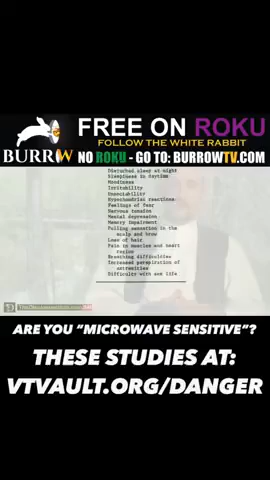 FREE ON ROKU
FOLLOW THE WHITE RABBIT
BURROW
NO ROKU - GO TO: BURROWTV.COM
Disturbed sleep at night
Sleepiness in daytime
Moodiness
Irritability
Unsociability
Hypochondriac reactions
Feelings of fear
Nervous tension
Mental depression
Memory impairment
Pulling sensation in the
scalp and brow
Loss of hair
Pain in muscles and heart
region
Breathing difficulties
Increased perspiration of
extremities
Difficulty with sex life
ARE YOU “MICROWAVE SENSITIVE”?
THESE STUDIES AT:
VTVAULT.ORG/DANGER